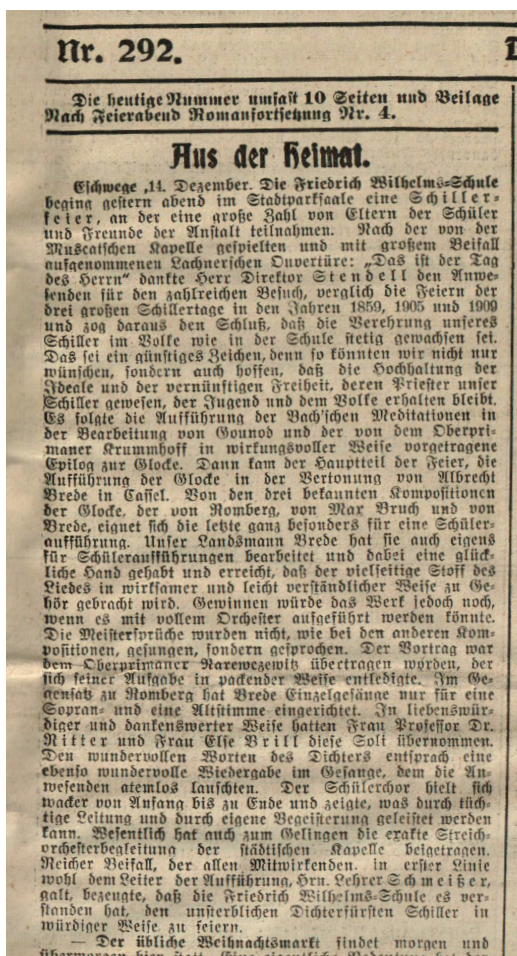 Nr. 292.
Die heutige Nummer umfaßt 10 Seiten und Beilage
Nach Feierabend Romanfortsetzung Nr. 4.
Aus der Heimat.
Eschwege ,14. Dezember. Die Friedrich Wilhelms-Schule
beging gestern abend im Stadtparksaale eine Schiller-
feier, an der eine große Zahl von Eltern der Schüler
und Freunde der Anstalt teilnahmen. Nach der von der
Muscatschen Kapelle gespielten und mit großem Beifall
aufgenommenen Lachnerschen Ouvertüre: „Das ist der Tag
des Herrn" dankte Herr Direktor Stendell den Anwe-
senden für den zahlreichen Besuch, verglich die Feiern der
drei großen Schillertage in den Jahren 1859, 1905 und 1909
und zog daraus den Schluß, daß die Verehrung unseres
Schiller im Volke wie in der Schule stetig gewachsen sei.
Das sei ein günstiges Zeichen, denn so könnten wir nicht nur
wünschen, sondern auch hoffen, daß die Hochhaltung der
Ideale und der vernünftigen Freiheit, deren Priester unser
Schiller gewesen, der Jugend und dem Volke erhalten bleibt.
Es folgte die Aufführung der Bach'schen Meditationen in
der Bearbeitung von Gounod und der von dem Oberpri-
maner Krummhoff in wirkungsvoller Weise vorgetragene
Epilog zur Glocke. Dann kam der Hauptteil der Feier, die
Aufführung der Glocke in der Vertonung von Albrecht
Brede in Cassel. Von den drei bekannten Kompositionen
der Glocke, der von Romberg, von Max Bruch und von
Brede, eignet sich die letzte ganz besonders für eine Schüler-
aufführung. Unser Landsmann Brede hat sie auch eigens
für Schüleraufführungen bearbeitet und dabei eine glück-
liche Hand gehabt und erreicht, daß der vielseitige Stoff des
Liedes in wirksamer und leicht verständlicher Weise zu Ge-
hör gebracht wird. Gewinnen würde das Werk jedoch noch,
wenn es mit vollem Orchester aufgeführt werden könnte.
Die Meistersprüche wurden nicht, wie bei den anderen Kom-
positionen, gesungen, sondern gesprochen. Der Vortrag war
dem Oberprimaner Narewczewitz übertragen worden, der
sich seiner Aufgabe in packender Weise entledigte. Im Ge-
gensatz zu Romberg hat Brede Einzelgesänge nur für eine
Sopran- und eine Altstimme eingerichtet. In liebenswür-
diger und dankenswerter Weise hatten Frau Professor Dr.
Ritter und Frau Else Brill diese Soli übernommen.
Den wundervollen Worten des Dichters entsprach eine
ebenso wundervolle Wiedergabe im Gesange, dem die An-
wesenden atemlos lauschten. Der Schülerchor hielt sich
wacker von Anfang bis zu Ende und zeigte, was durch tüch-
tige Leitung und durch eigene Begeisterung geleistet werden
kann. Wesentlich hat auch zum Gelingen die exakte Streich-
orchesterbegleitung der städtischen Kapelle beigetragen.
Reicher Beifall, der allen Mitwirkenden, in erster Linie
wohl dem Leiter der Aufführung, Hrn. Lehrer Schmeißer,
galt, bezeugte, daß die Friedrich Wilhelms-Schule es ver-
standen hat, den unsterblichen Dichterfürsten Schiller in
würdiger Weise zu feiern.
— Der übliche Weihnachtsmarkt findet morgen und